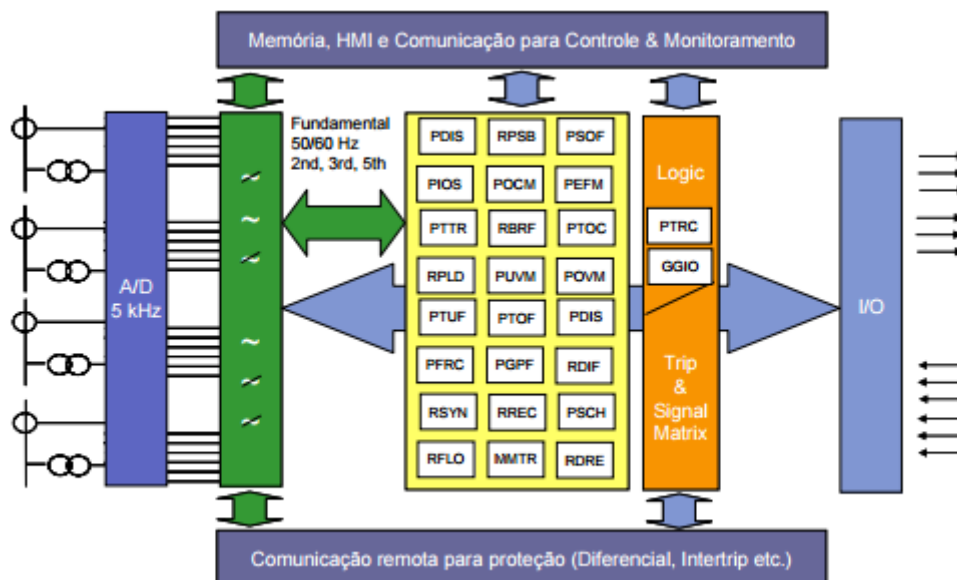 Memória, HMI e Comunicação para Controle & Monitoramento
A/D
5 kHz
~
~
~
~
~
~
Fundamental
50/60 Hz
2nd, 3rd, 5th
PDIS RPSB PSOF
PIOS POCM PEFM
PTTR RBRF PTOC
RPLD PUVM POVM
PTUF PTOF PDIS
PFRC PGPF RDIF
RSYN RREC PSCH
RFLO MMTR RDRE
Logic
PTRC
GGIO
Trip
&
Signal
Matrix
I/O
Comunicação remota para proteção (Diferencial, Intertrip etc.)